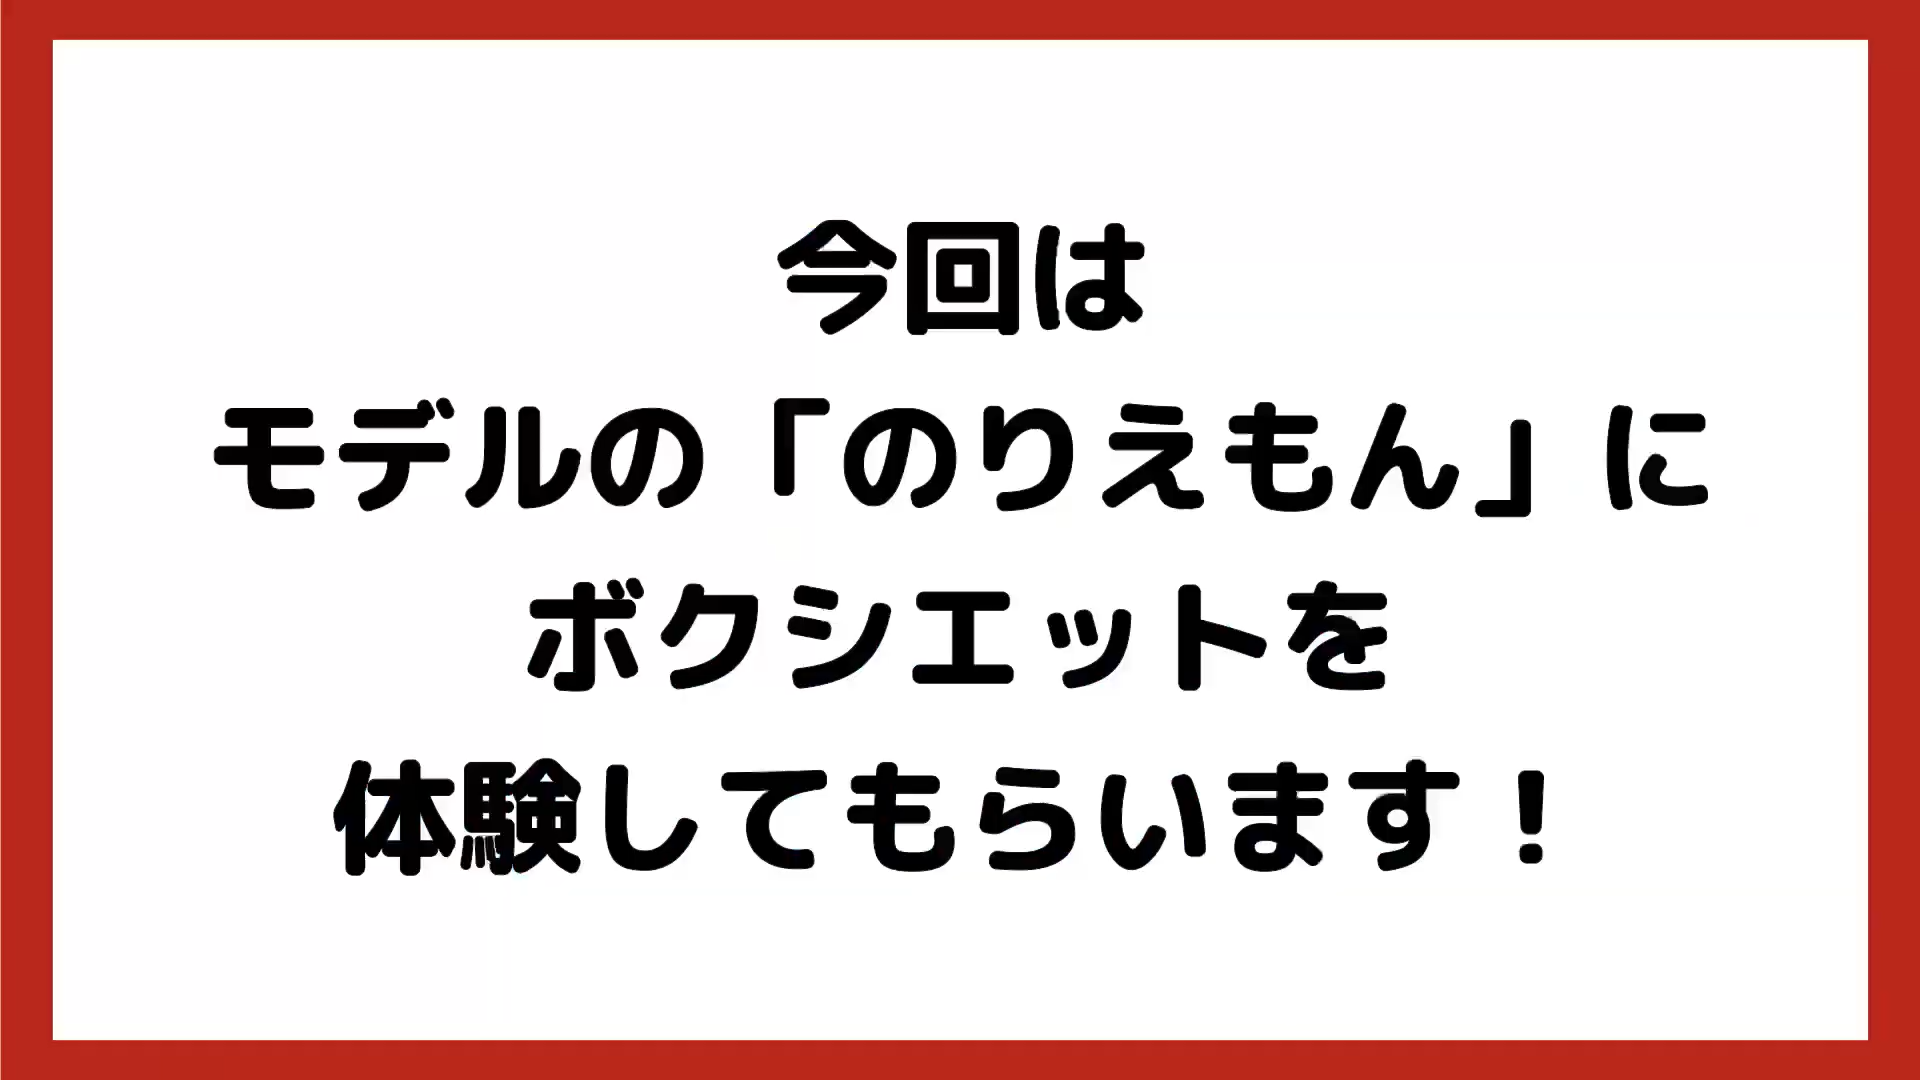 今回は
モデルの「のりえもん」に
ボクシエットを
体験してもらいます！